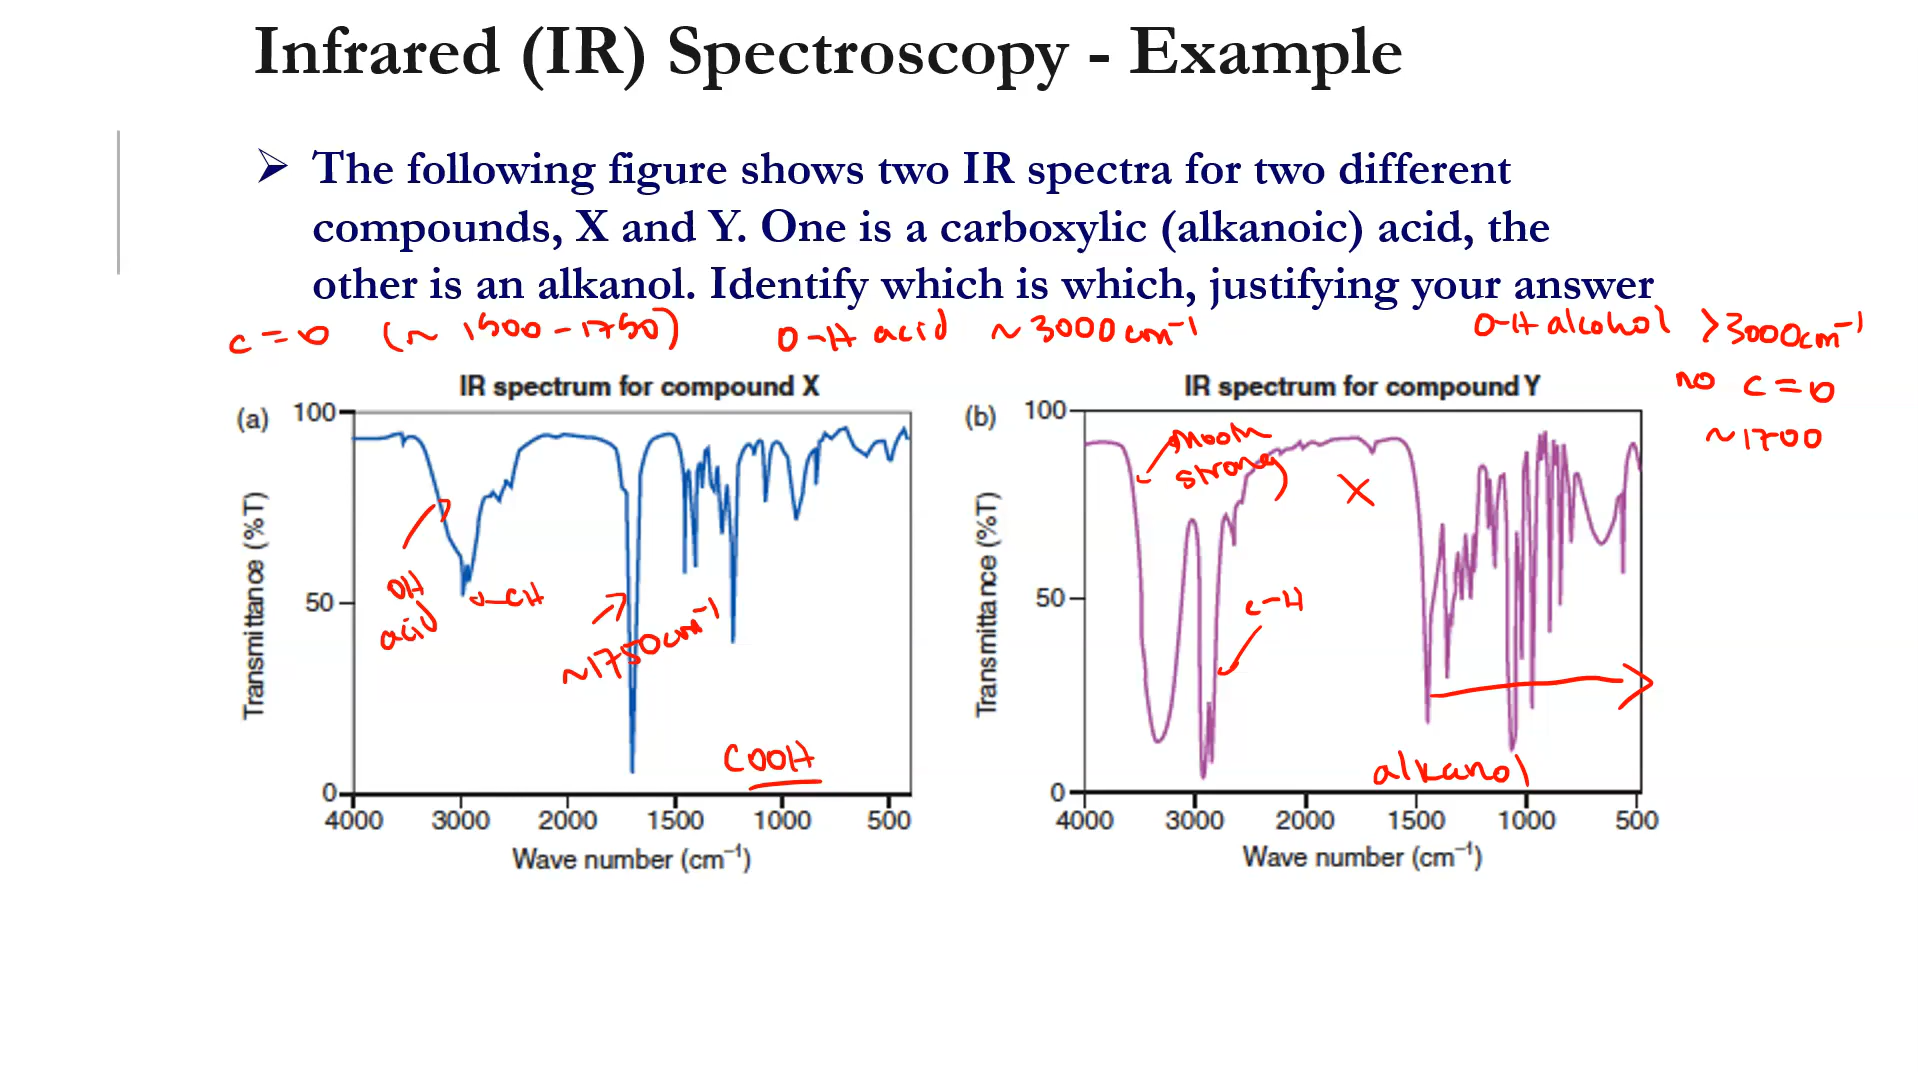 Infrared (IR) Spectroscopy - Example
➢ The following figure shows two IR spectra for two different
compounds, X and Y. One is a carboxylic (alkanoic) acid, the
other is an alkanol. Identify which is which, justifying your answer
c=o (~ 1500-1750) O-H acid ~3000cm⁻¹ O-H alcohol >3000cm⁻¹
no c=o
~1700
IR spectrum for compound X
(a)
Transmittance (%T)
100
50
0
OH
acid
CH
~1750cm⁻¹
COOH
4000 3000 2000 1500 1000 500
Wave number (cm⁻¹)
IR spectrum for compound Y
(b)
Transmittance (%T)
100
50
0
smooth
strong
X
c-H
alkanol
4000 3000 2000 1500 1000 500
Wave number (cm⁻¹)